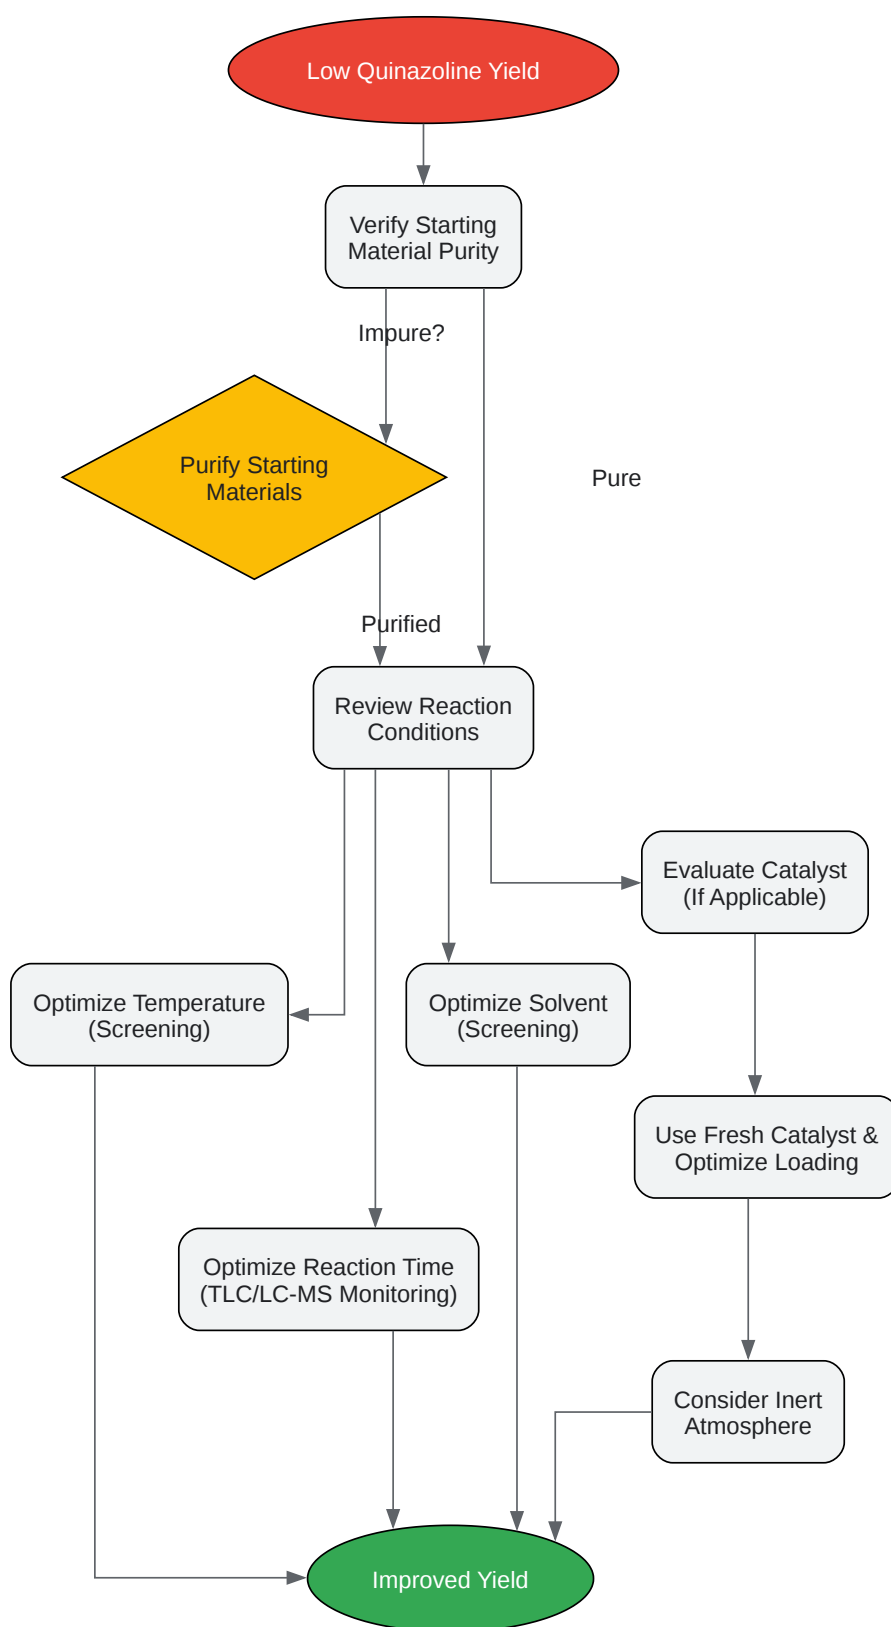 Low Quinazoline Yield
Verify Starting
Material Purity
Impure?
Purify Starting
Materials
Pure
Purified
Review Reaction
Conditions
Evaluate Catalyst
(If Applicable)
Optimize Temperature
(Screening)
Optimize Solvent
(Screening)
Use Fresh Catalyst &
Optimize Loading
Optimize Reaction Time
(TLC/LC-MS Monitoring)
Consider Inert
Atmosphere
Improved Yield